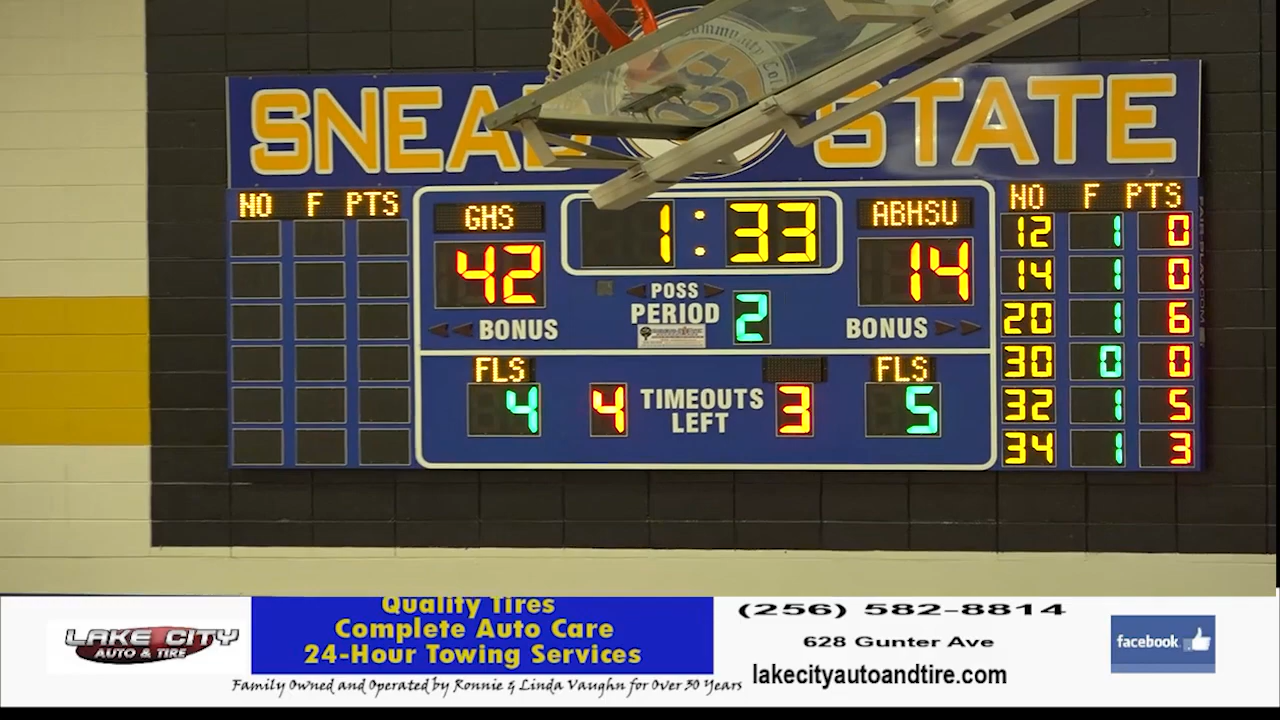 SNEAD STATE
NO F PTS
GHS
1:33
ABHSU
42
14
POSS
PERIOD
2
BONUS
BONUS
FLS
FLS
4
4
TIMEOUTS
LEFT
3
5
NO F PTS
12 1 0
14 1 0
20 1 6
30 0 0
32 1 5
34 1 3
LAKE CITY
AUTO & TIRE
Quality Tires
Complete Auto Care
24-Hour Towing Services
Family Owned and Operated by Ronnie & Linda Vaughn for Over 30 Years
(256) 582-8814
628 Gunter Ave
lakecityautoandtire.com
facebook